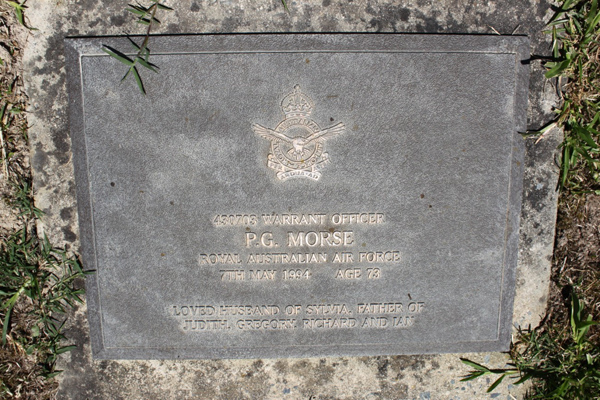 430703 WARRANT OFFICER
P.G. MORSE
ROYAL AUSTRALIAN AIR FORCE
7TH MAY 1994 AGE 73
LOVED HUSBAND OF SYLVIA, FATHER OF
JUDITH, GREGORY, RICHARD AND IAN